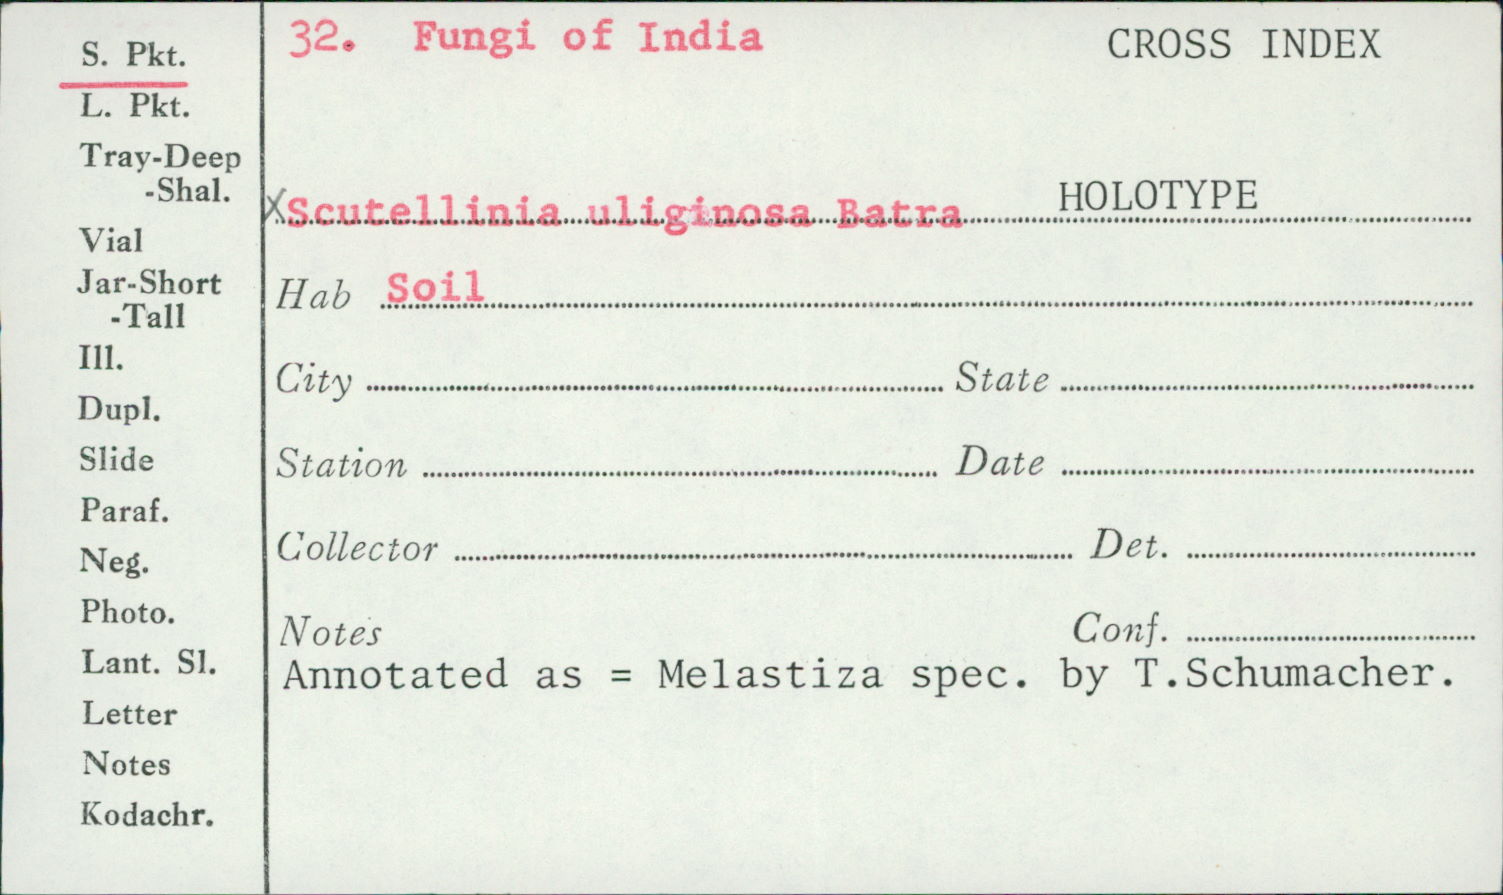 S. Pkt.
L. Pkt.
Tray-Deep
-Shal.
Vial
Jar-Short
-Tall
Ill.
Dupl.
Slide
Paraf.
Neg.
Photo.
Lant. Sl.
Letter
Notes
Kodachr.
32. Fungi of India CROSS INDEX
XScutellinia uliginosa Batra HOLOTYPE
Hab Soil
City State
Station Date
Collector Det.
Notes Conf.
Annotated as = Melastiza spec. by T.Schumacher.